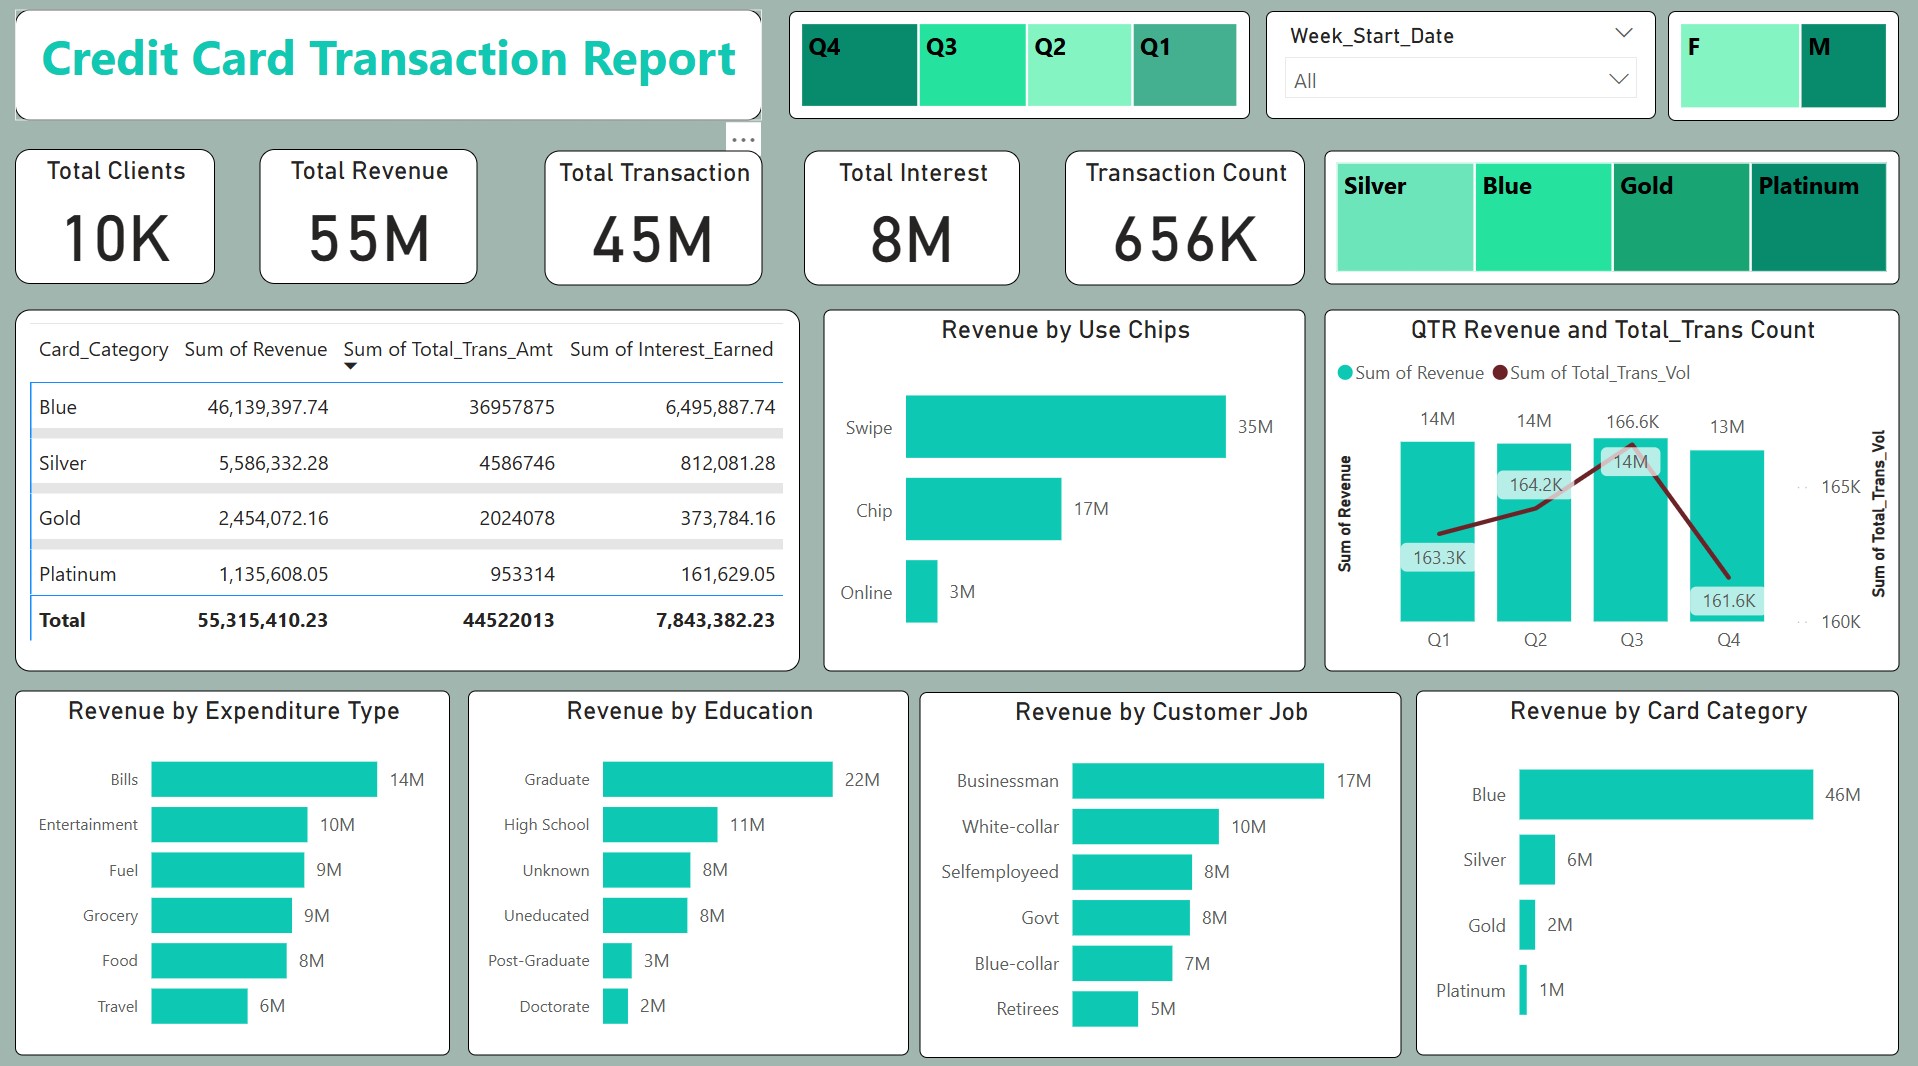 Credit Card Transaction Report
Q4 Q3 Q2 Q1
Week_Start_Date
All
F M
...
Total Clients
10K
Total Revenue
55M
Total Transaction
45M
Total Interest
8M
Transaction Count
656K
Silver Blue Gold Platinum
Card_Category Sum of Revenue Sum of Total_Trans_Amt Sum of Interest_Earned
Blue 46,139,397.74 36957875 6,495,887.74
Silver 5,586,332.28 4586746 812,081.28
Gold 2,454,072.16 2024078 373,784.16
Platinum 1,135,608.05 953314 161,629.05
Total 55,315,410.23 44522013 7,843,382.23
Revenue by Use Chips
Swipe 35M
Chip 17M
Online 3M
QTR Revenue and Total_Trans Count
Sum of Revenue Sum of Total_Trans_Vol
14M 14M 166.6K 13M
14M
164.2K
163.3K
161.6K
165K
160K
Sum of Revenue
Sum of Total_Trans_Vol
Q1 Q2 Q3 Q4
Revenue by Expenditure Type
Bills 14M
Entertainment 10M
Fuel 9M
Grocery 9M
Food 8M
Travel 6M
Revenue by Education
Graduate 22M
High School 11M
Unknown 8M
Uneducated 8M
Post-Graduate 3M
Doctorate 2M
Revenue by Customer Job
Businessman 17M
White-collar 10M
Selfemployeed 8M
Govt 8M
Blue-collar 7M
Retirees 5M
Revenue by Card Category
Blue 46M
Silver 6M
Gold 2M
Platinum 1M